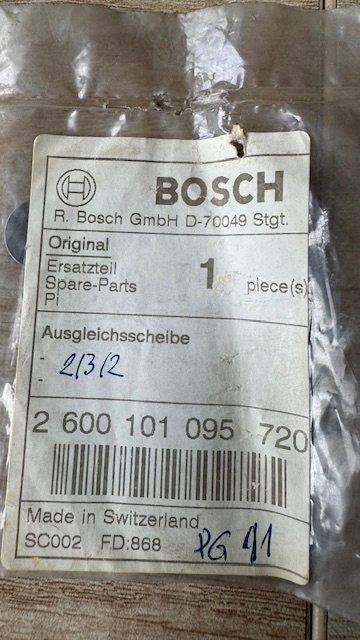 BOSCH
R. Bosch GmbH D-70049 Stgt.
Original
Ersatzteil
Spare-Parts
Pi
1 piece(s)
Ausgleichsscheibe
-
-
2/3/2
2 600 101 095 720
Made in Switzerland
SC002 FD:868
PG 41